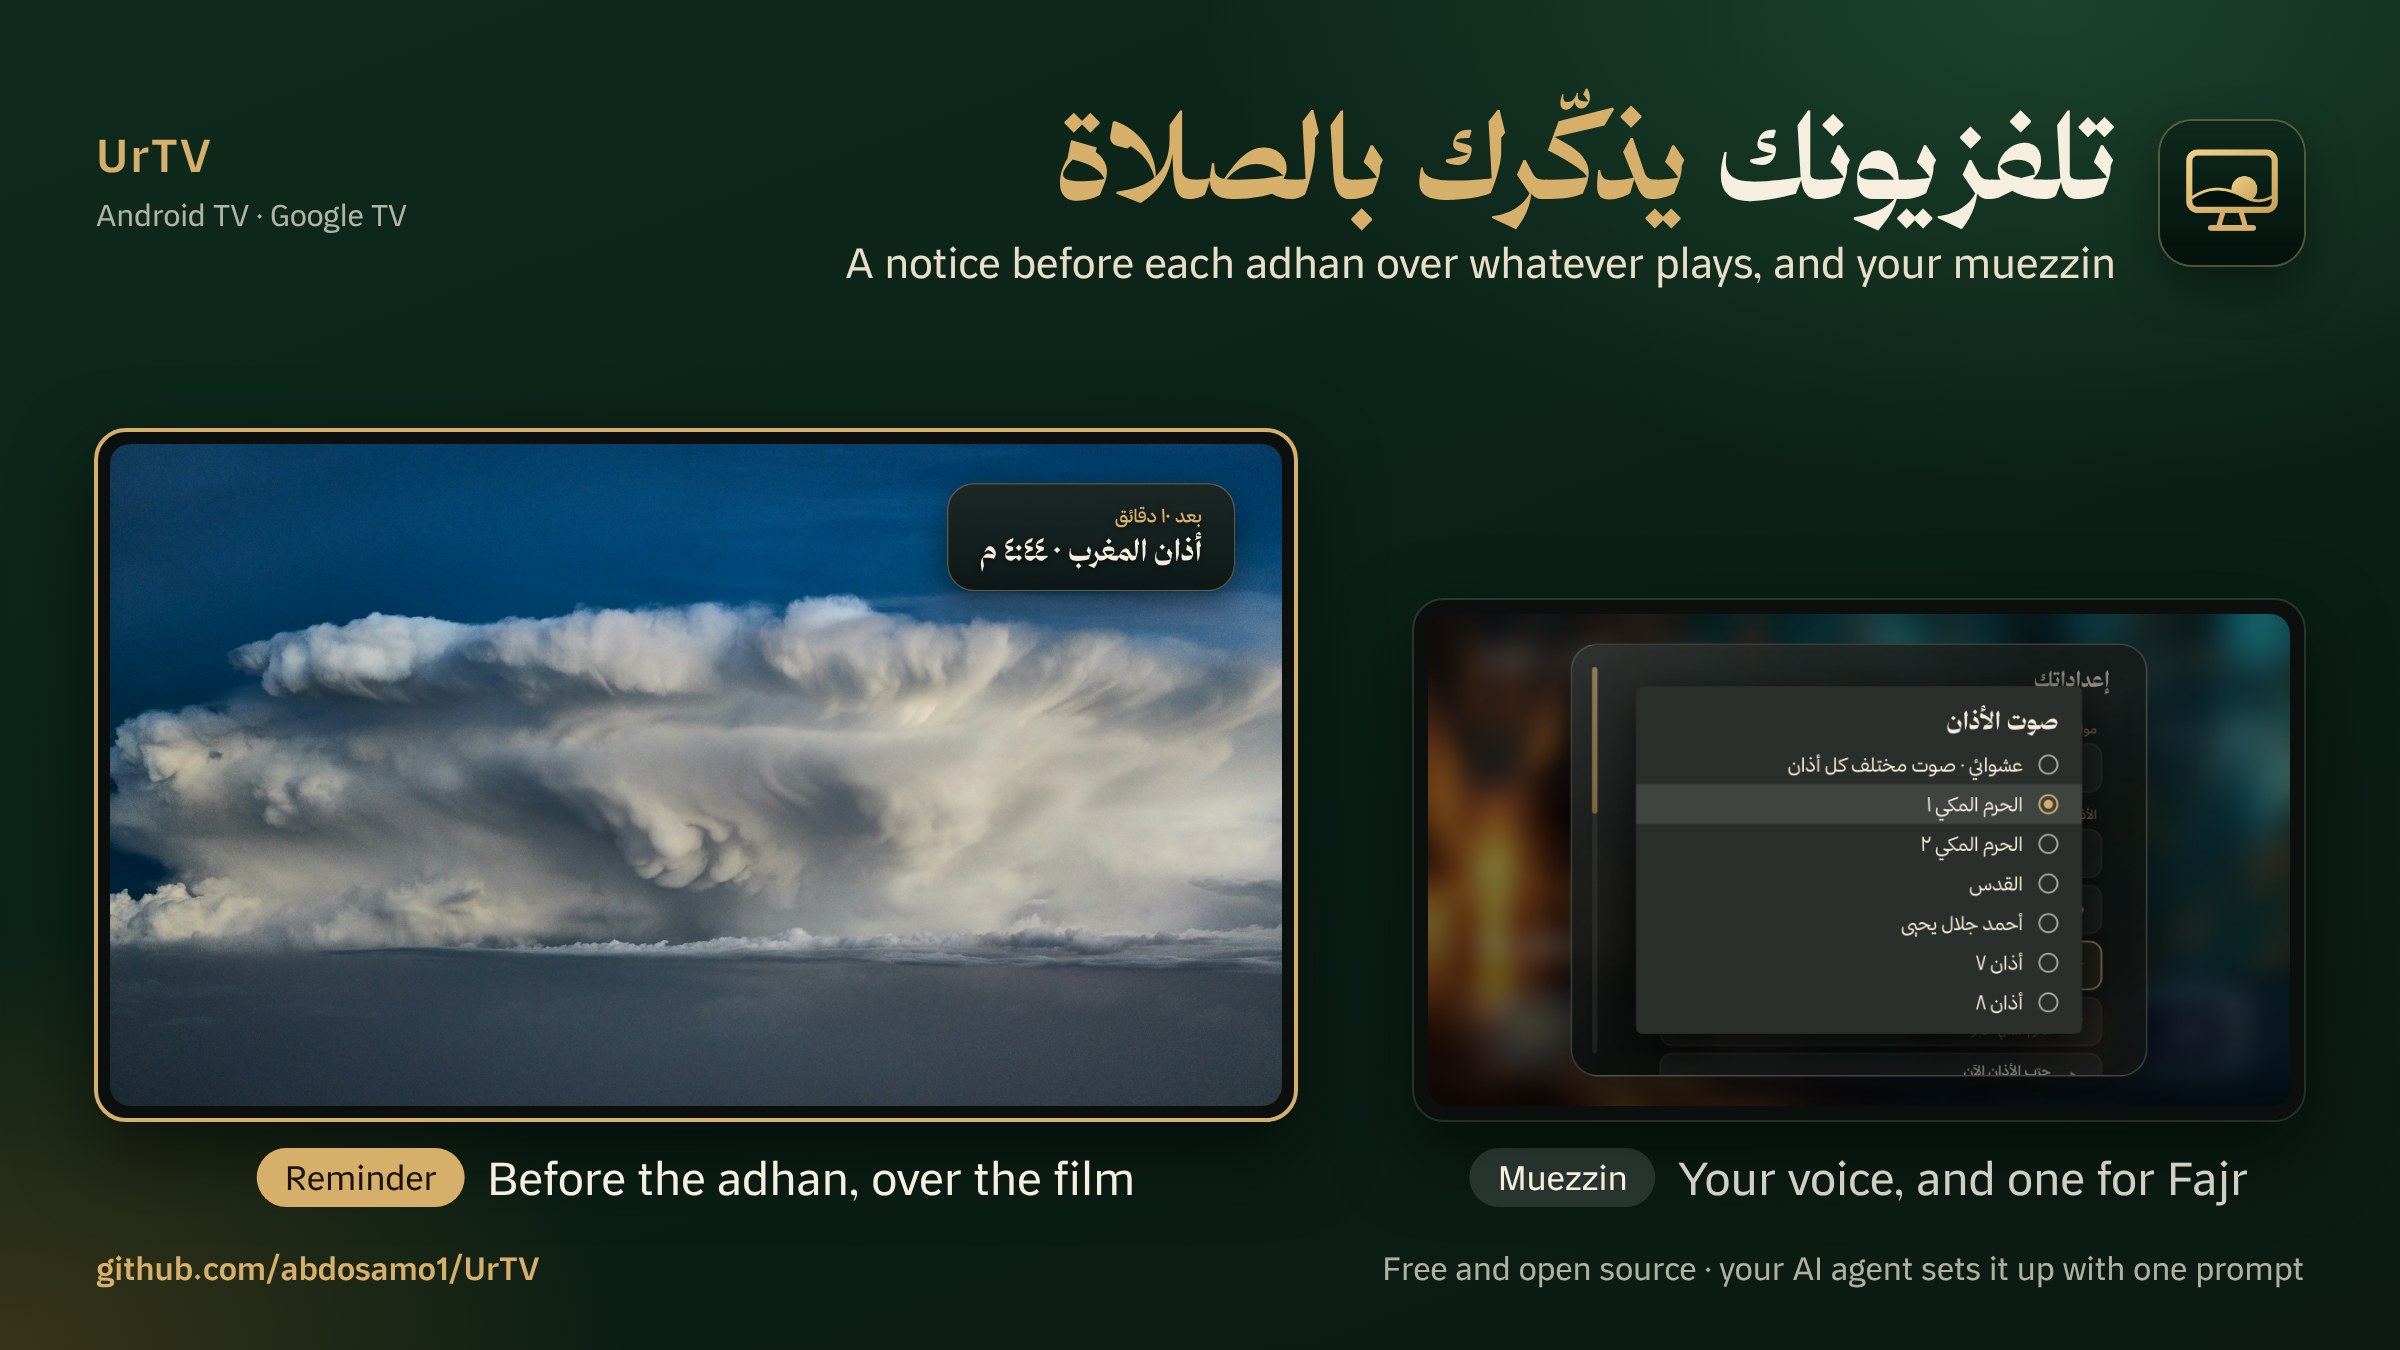 تلفزيونك يذكّرك بالصلاة
A notice before each adhan over whatever plays, and your muezzin
UrTV
Android TV · Google TV
بعد ١٠ دقائق
أذان المغرب · ٤:٤٤ م
إعداداتك
صوت الأذان
عشوائي · صوت مختلف كل أذان
الحرم المكي ١
الحرم المكي ٢
القدس
أحمد جلال يحيى
أذان ٧
أذان ٨
جرّب الأذان الآن
Reminder Before the adhan, over the film
Muezzin Your voice, and one for Fajr
github.com/abdosamo1/UrTV
Free and open source · your AI agent sets it up with one prompt